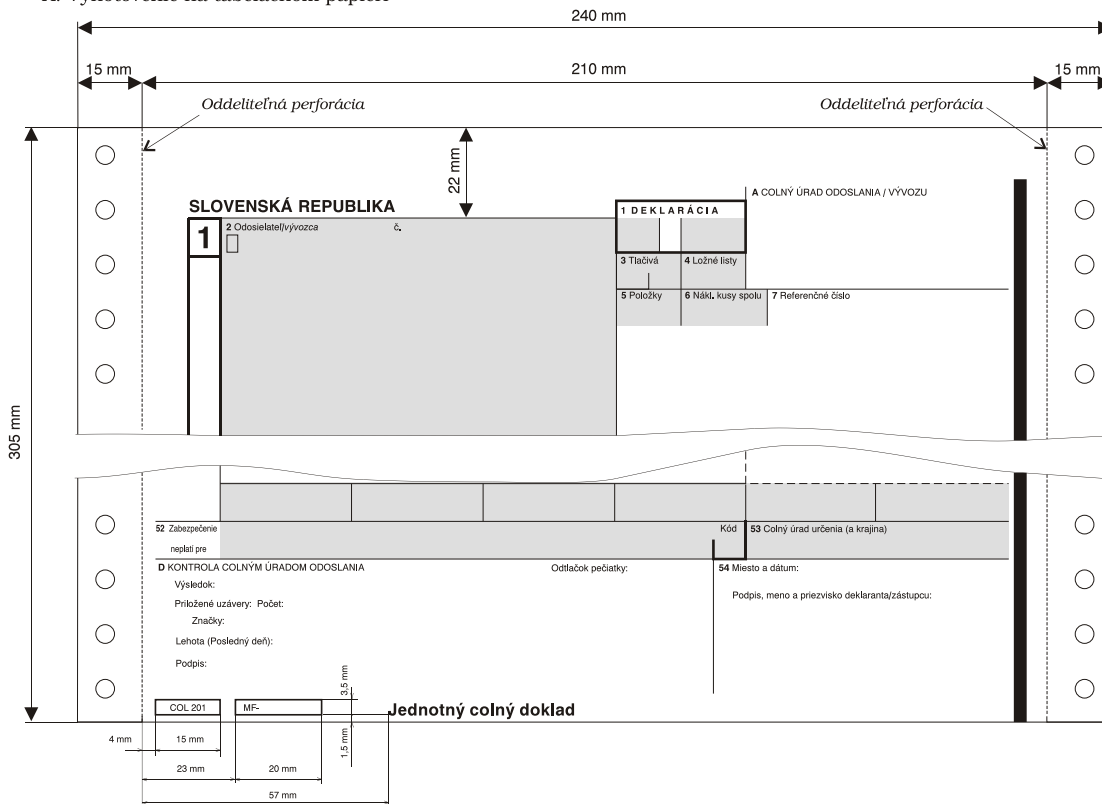 A. Vyhotovenie na tabelačnom papieri
240 mm
15 mm
210 mm
15 mm
Oddeliteľná perforácia
Oddeliteľná perforácia
22 mm
305 mm
A COLNÝ ÚRAD ODOSLANIA / VÝVOZU
SLOVENSKÁ REPUBLIKA
1 DEKLARÁCIA
1
2 Odosielateľ/vývozca č.
3 Tlačivá
4 Ložné listy
5 Položky
6 Nákl. kusy spolu
7 Referenčné číslo
52 Zabezpečenie
neplatí pre
Kód
53 Colný úrad určenia (a krajina)
D KONTROLA COLNÝM ÚRADOM ODOSLANIA
Odtlačok pečiatky:
54 Miesto a dátum:
Výsledok:
Podpis, meno a priezvisko deklaranta/zástupcu:
Priložené uzávery: Počet:
Značky:
Lehota (Posledný deň):
Podpis:
3,5 mm
COL 201
MF-
Jednotný colný doklad
1,5 mm
4 mm
15 mm
23 mm
20 mm
57 mm